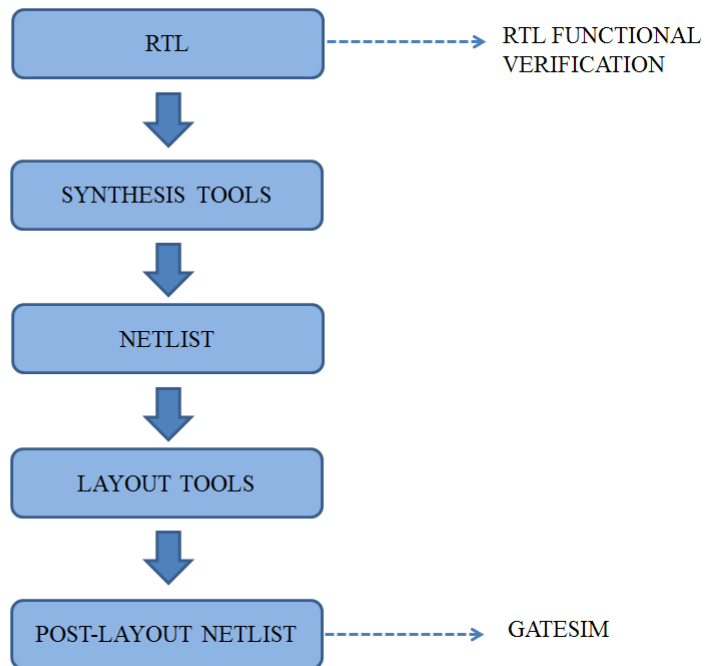 RTL
RTL FUNCTIONAL
VERIFICATION
SYNTHESIS TOOLS
NETLIST
LAYOUT TOOLS
POST-LAYOUT NETLIST
GATESIM